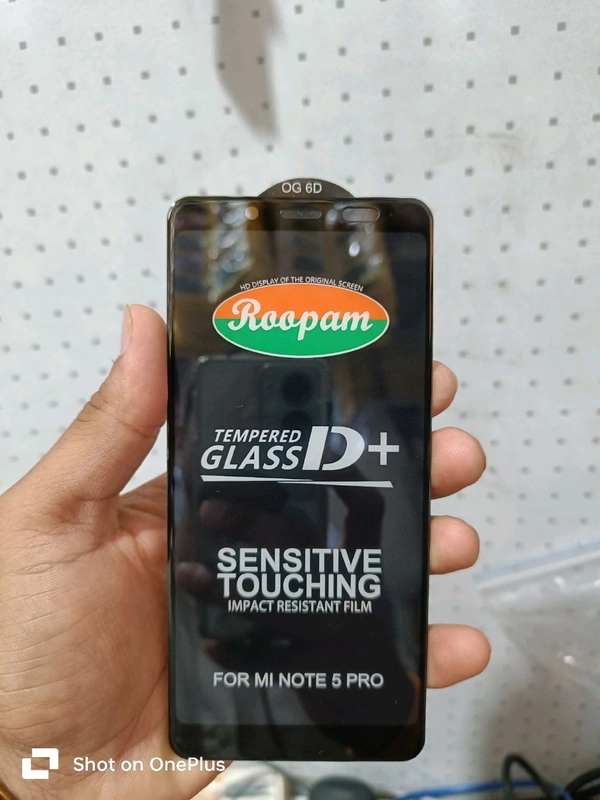 OG 6D
HD DISPLAY OF THE ORIGINAL SCREEN
Roopam
TEMPERED
GLASS D+
SENSITIVE
TOUCHING
IMPACT RESISTANT FILM
FOR MI NOTE 5 PRO
Shot on OnePlus